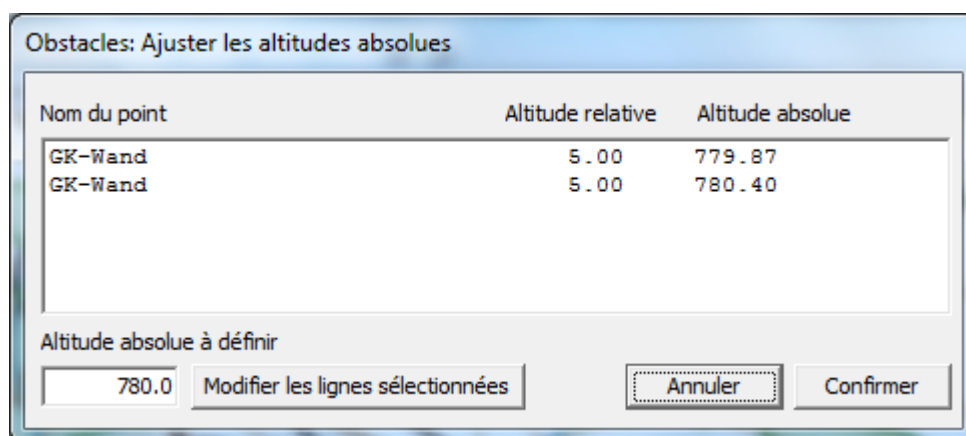 Obstacles: Ajuster les altitudes absolues
Nom du point Altitude relative Altitude absolue
GK-Wand 5.00 779.87
GK-Wand 5.00 780.40
Altitude absolue à définir
780.0 Modifier les lignes sélectionnées Annuler Confirmer